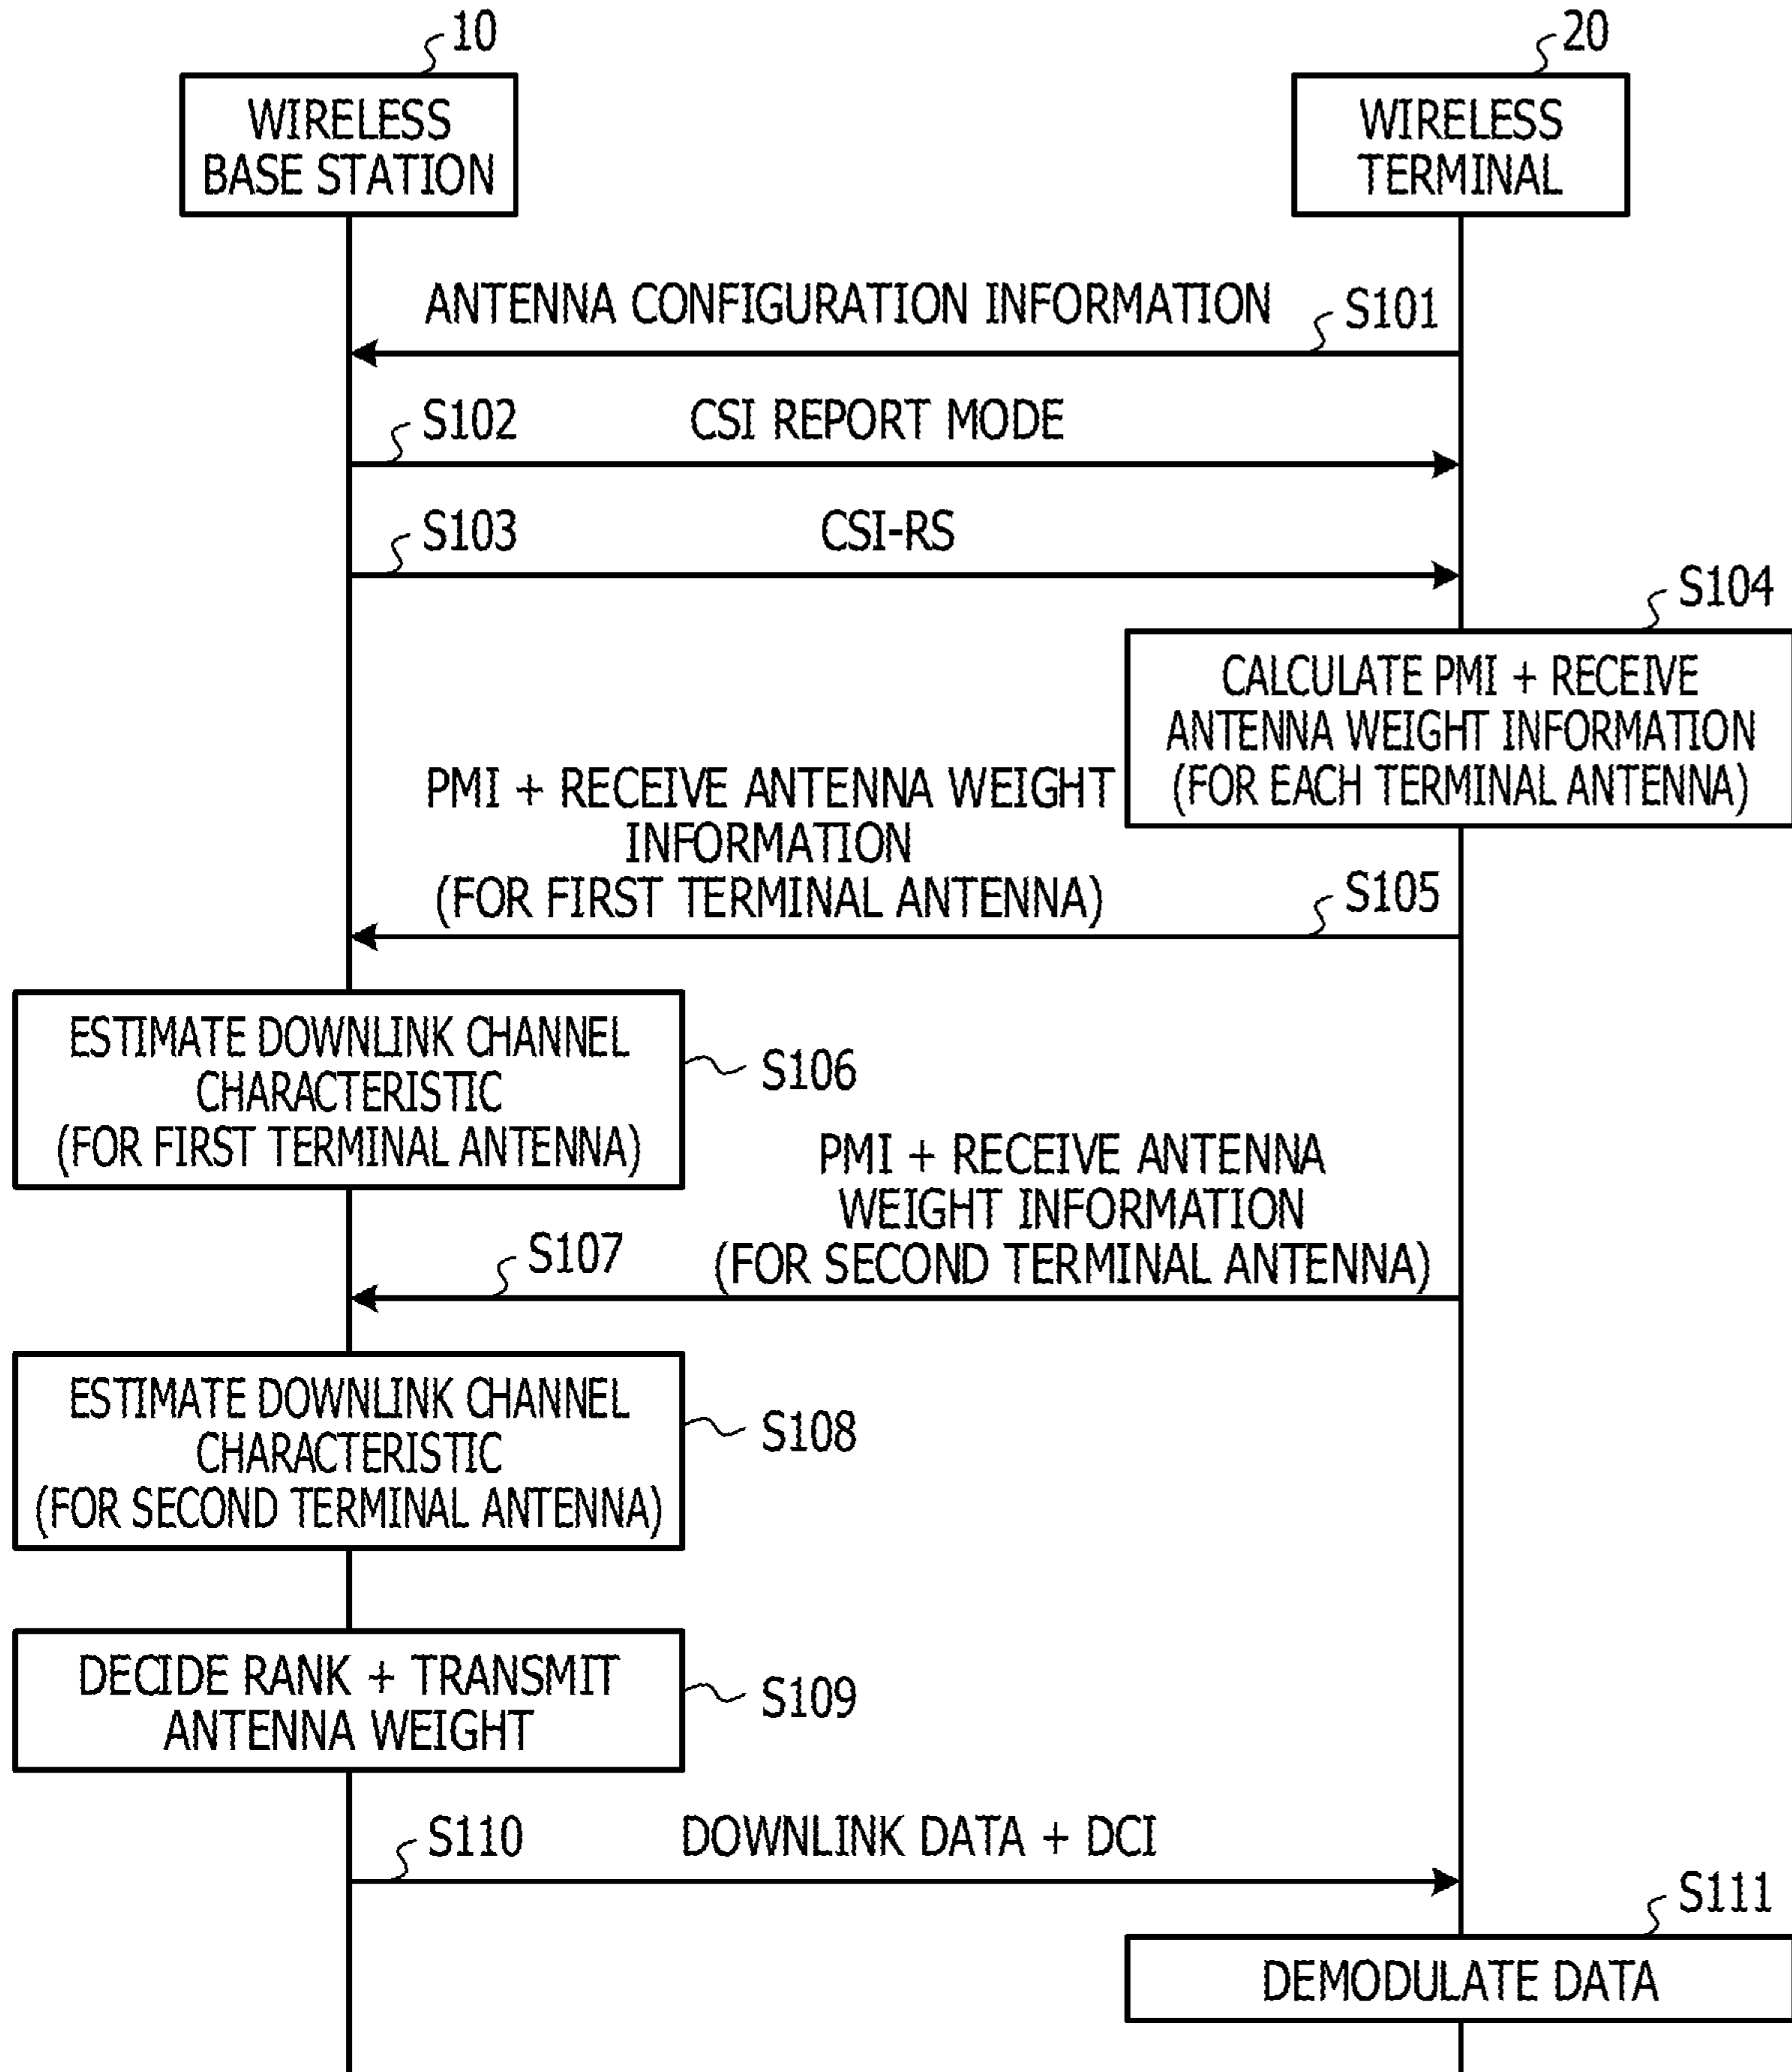 10
20
WIRELESS
BASE STATION
WIRELESS
TERMINAL
ANTENNA CONFIGURATION INFORMATION
S101
S102
CSI REPORT MODE
S103
CSI-RS
S104
CALCULATE PMI + RECEIVE
ANTENNA WEIGHT INFORMATION
(FOR EACH TERMINAL ANTENNA)
PMI + RECEIVE ANTENNA WEIGHT
INFORMATION
(FOR FIRST TERMINAL ANTENNA)
S105
ESTIMATE DOWNLINK CHANNEL
CHARACTERISTIC
(FOR FIRST TERMINAL ANTENNA)
S106
PMI + RECEIVE ANTENNA
WEIGHT INFORMATION
(FOR SECOND TERMINAL ANTENNA)
S107
ESTIMATE DOWNLINK CHANNEL
CHARACTERISTIC
(FOR SECOND TERMINAL ANTENNA)
S108
DECIDE RANK + TRANSMIT
ANTENNA WEIGHT
S109
S110
DOWNLINK DATA + DCI
S111
DEMODULATE DATA